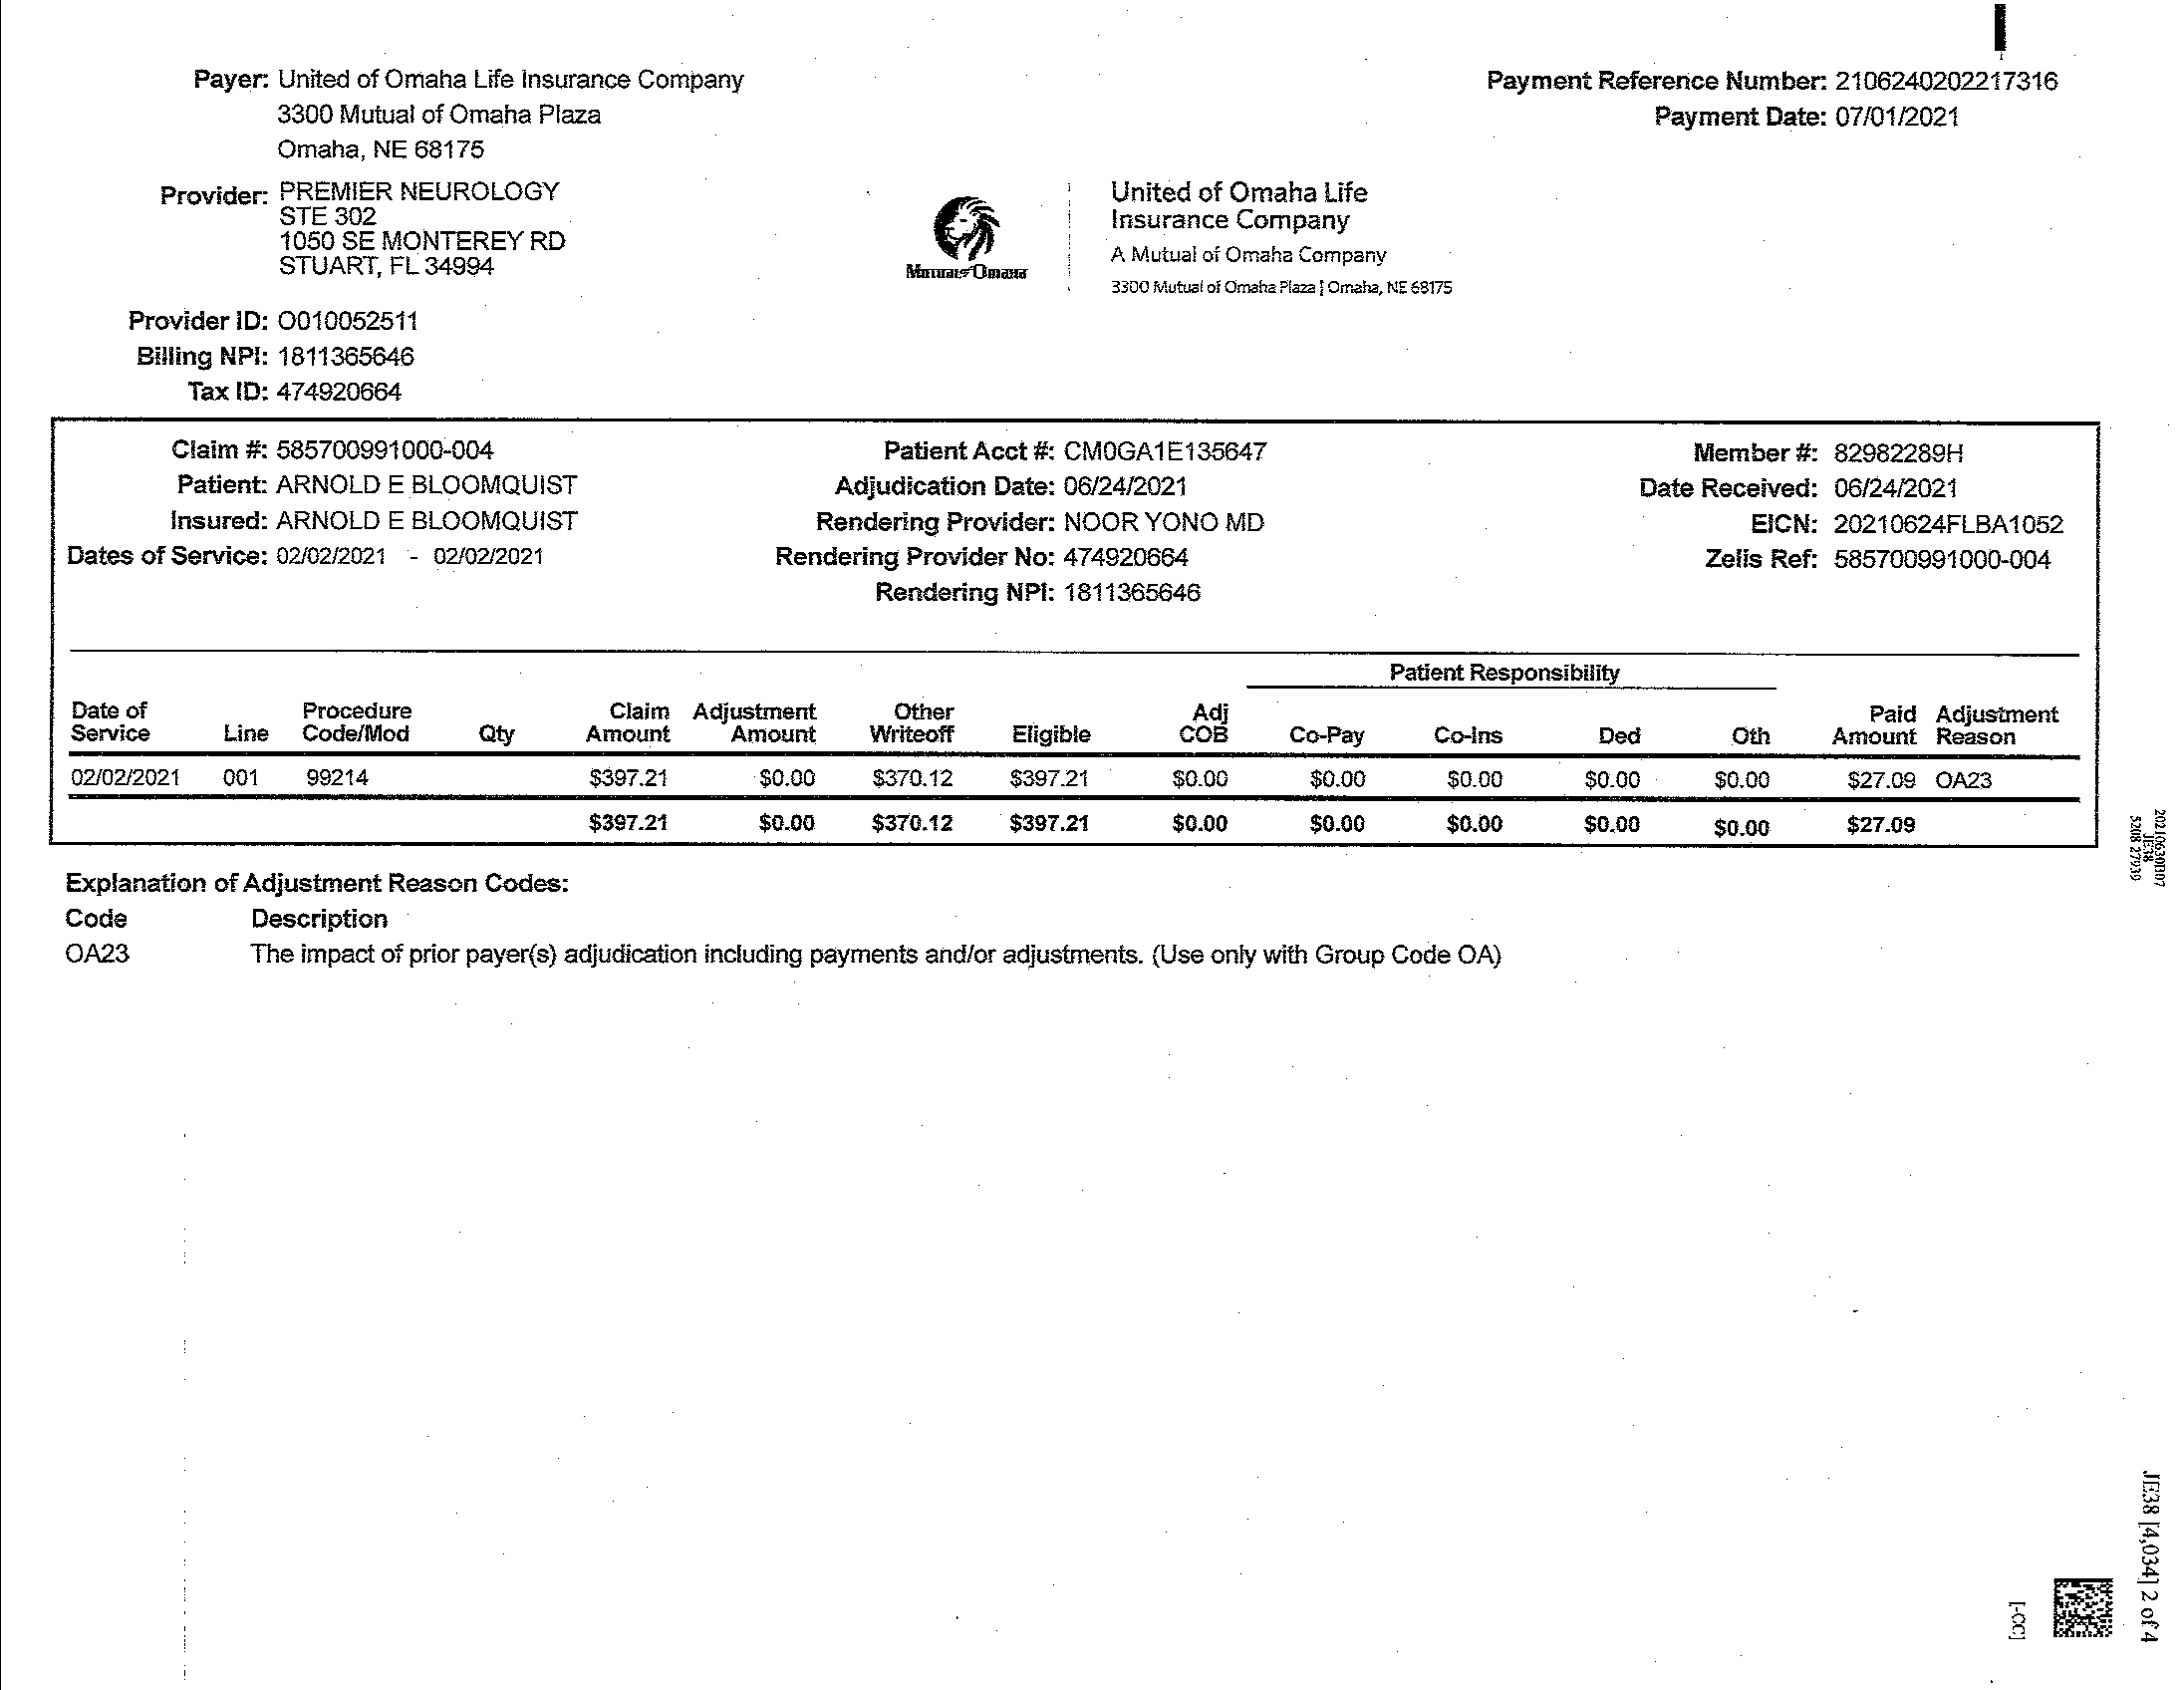 Payer: United of Omaha Life Insurance Company
3300 Mutual of Omaha Plaza
Omaha, NE 68175
Payment Reference Number: 2106240202217316
Payment Date: 07/01/2021
Provider: PREMIER NEUROLOGY
STE 302
1050 SE MONTEREY RD
STUART, FL 34994
Mutual of Omaha
United of Omaha Life
Insurance Company
A Mutual of Omaha Company
3300 Mutual of Omaha Plaza | Omaha, NE 68175
Provider ID: O010052511
Billing NPI: 1811365646
Tax ID: 474920664
Claim #: 585700991000-004 Patient Acct #: CM0GA1E135647 Member #: 82982289H
Patient: ARNOLD E BLOOMQUIST Adjudication Date: 06/24/2021 Date Received: 06/24/2021
Insured: ARNOLD E BLOOMQUIST Rendering Provider: NOOR YONO MD EICN: 20210624FLBA1052
Dates of Service: 02/02/2021 - 02/02/2021 Rendering Provider No: 474920664 Zelis Ref: 585700991000-004
Rendering NPI: 1811365646
Patient Responsibility
Date of Procedure Claim Adjustment Other Adj Paid Adjustment
Service Line Code/Mod Qty Amount Amount Writeoff Eligible COB Co-Pay Co-Ins Ded Oth Amount Reason
02/02/2021 001 99214 $397.21 $0.00 $370.12 $397.21 $0.00 $0.00 $0.00 $0.00 $0.00 $27.09 OA23
$397.21 $0.00 $370.12 $397.21 $0.00 $0.00 $0.00 $0.00 $0.00 $27.09
Explanation of Adjustment Reason Codes:
Code Description
OA23 The impact of prior payer(s) adjudication including payments and/or adjustments. (Use only with Group Code OA)
202106300307
JE38
5208 27939
JE38 [4,034] 2 of 4
[-CC]